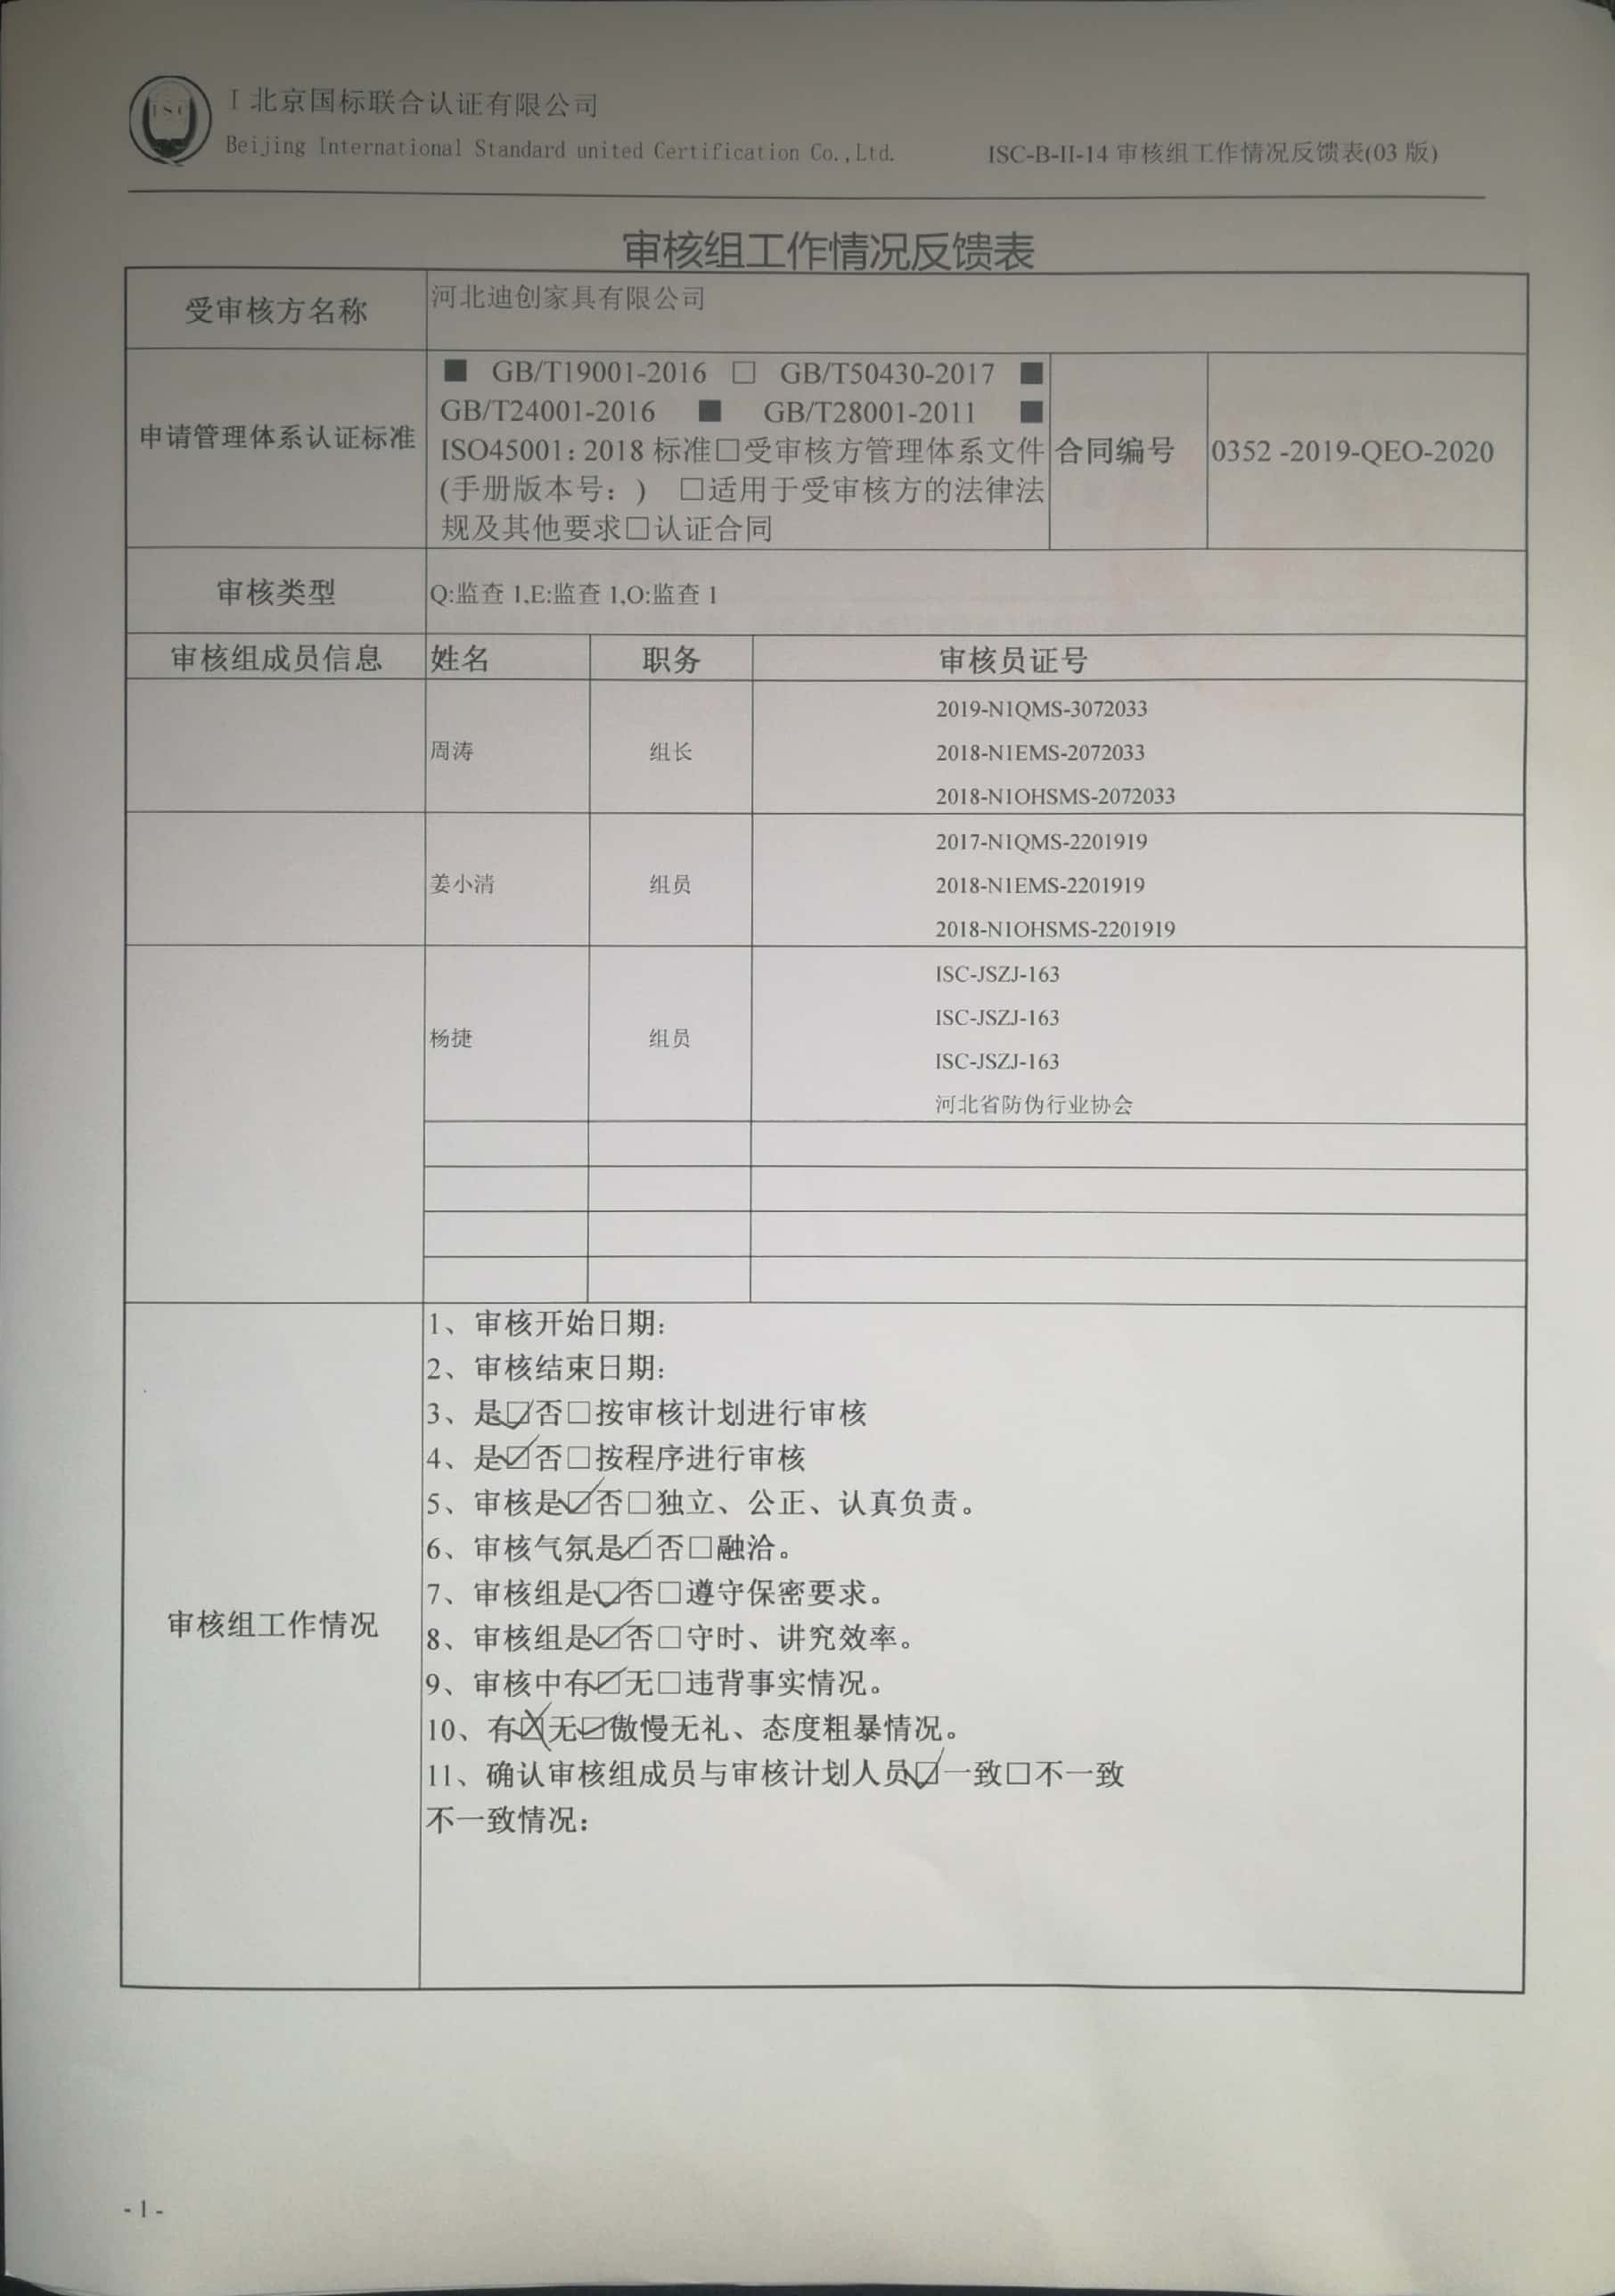 ISC
I 北京国标联合认证有限公司
Beijing International Standard united Certification Co.,Ltd.
ISC-B-II-14 审核组工作情况反馈表(03 版)
审核组工作情况反馈表
受审核方名称
河北迪创家具有限公司
申请管理体系认证标准
■ GB/T19001-2016 □ GB/T50430-2017 ■
GB/T24001-2016 ■ GB/T28001-2011 ■
ISO45001：2018 标准□受审核方管理体系文件
(手册版本号：) □适用于受审核方的法律法
规及其他要求□认证合同
合同编号
0352 -2019-QEO-2020
审核类型
Q:监查 1,E:监查 1,O:监查 1
审核组成员信息 姓名 职务 审核员证号
周涛 组长
2019-N1QMS-3072033
2018-N1EMS-2072033
2018-N1OHSMS-2072033
姜小清 组员
2017-N1QMS-2201919
2018-N1EMS-2201919
2018-N1OHSMS-2201919
杨捷 组员
ISC-JSZJ-163
ISC-JSZJ-163
ISC-JSZJ-163
河北省防伪行业协会
审核组工作情况
1、审核开始日期：
2、审核结束日期：
3、是☑否□按审核计划进行审核
4、是☑否□按程序进行审核
5、审核是☑否□独立、公正、认真负责。
6、审核气氛是☑否□融洽。
7、审核组是☑否□遵守保密要求。
8、审核组是☑否□守时、讲究效率。
9、审核中有☑无□违背事实情况。
10、有☒无☑傲慢无礼、态度粗暴情况。
11、确认审核组成员与审核计划人员☑一致□不一致
不一致情况：
- 1 -